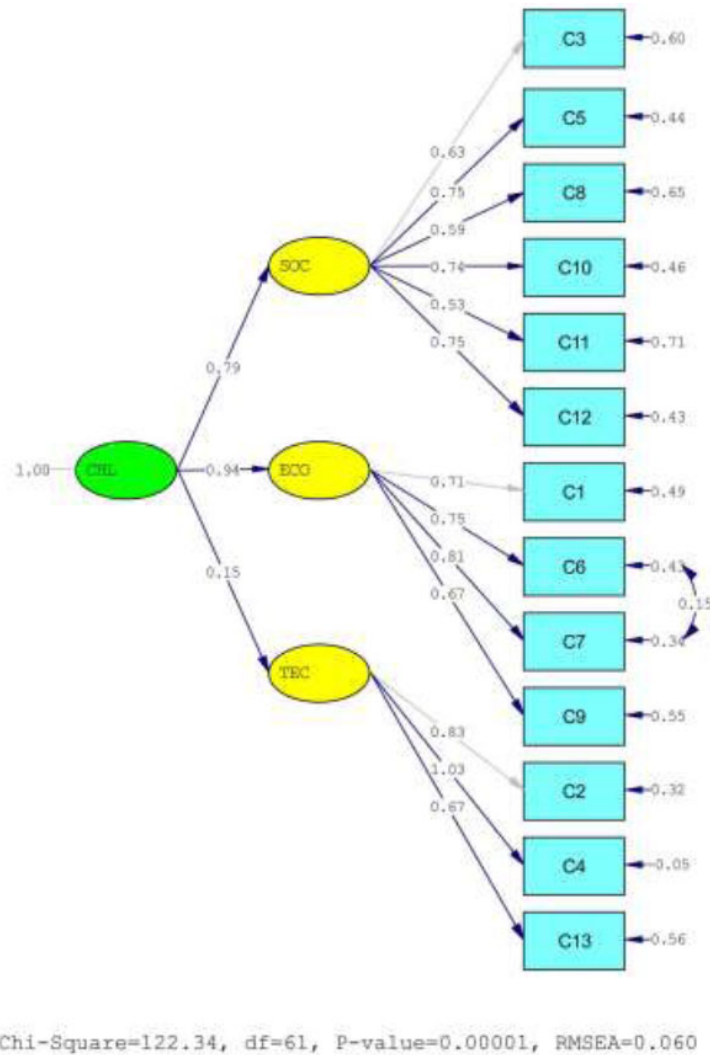 C3
0.60
0.63
C5
0.44
0.75
C8
0.65
0.59
SOC
0.74
C10
0.46
0.53
C11
0.71
0.75
C12
0.43
0.79
1.00
CHL
0.94
ECO
0.71
C1
0.49
0.75
C6
0.43
0.15
0.81
C7
0.34
0.67
C9
0.55
0.15
TEC
0.83
C2
0.32
1.03
C4
-0.05
0.67
C13
0.56
Chi-Square=122.34, df=61, P-value=0.00001, RMSEA=0.060